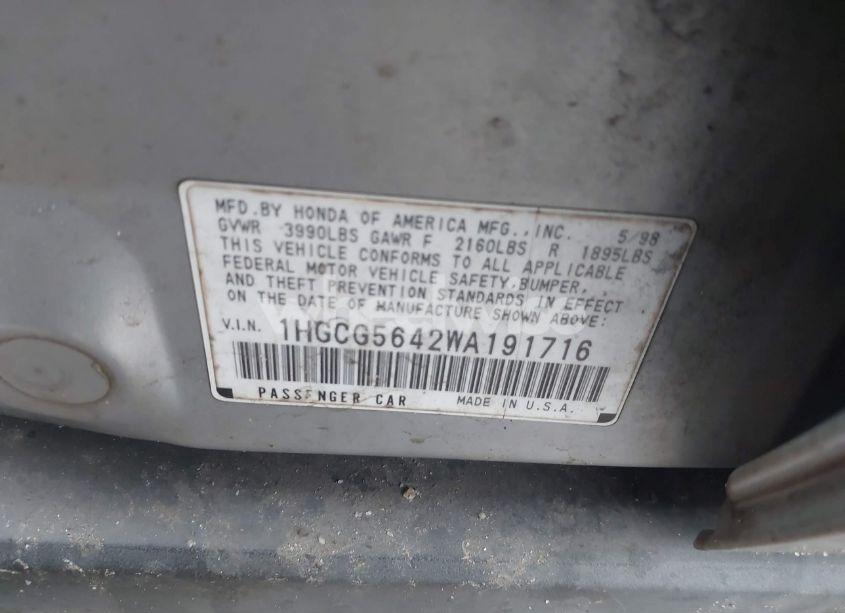 MFD.BY HONDA OF AMERICA MFG.,INC. 5/98
GVWR 3990LBS GAWR F 2160LBS R 1895LBS
THIS VEHICLE CONFORMS TO ALL APPLICABLE
FEDERAL MOTOR VEHICLE SAFETY,BUMPER,
AND THEFT PREVENTION STANDARDS IN EFFECT
ON THE DATE OF MANUFACTURE SHOWN ABOVE:
V.I.N. 1HGCG5642WA191716
PASSENGER CAR MADE IN U.S.A.